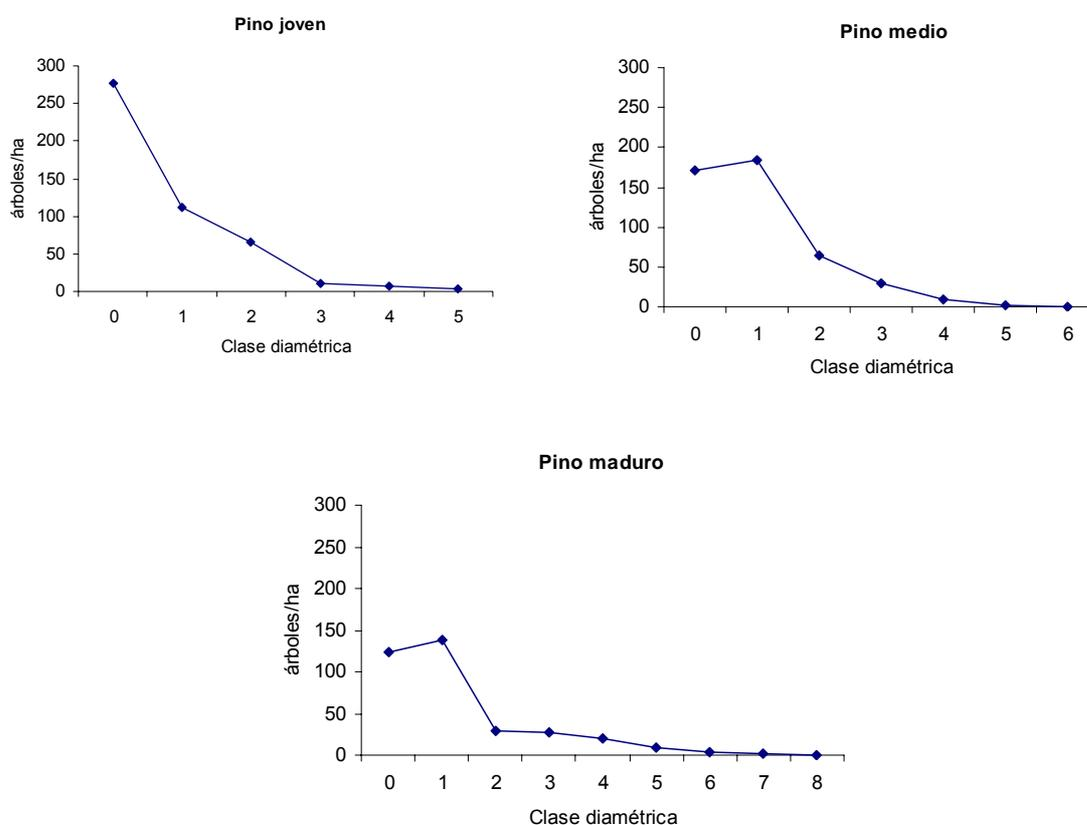 Pino joven
300
250
200
150
100
50
0
árboles/ha
0 1 2 3 4 5
Clase diamétrica
Pino medio
300
250
200
150
100
50
0
árboles/ha
0 1 2 3 4 5 6
Clase diamétrica
Pino maduro
300
250
200
150
100
50
0
árboles/ha
0 1 2 3 4 5 6 7 8
Clase diamétrica